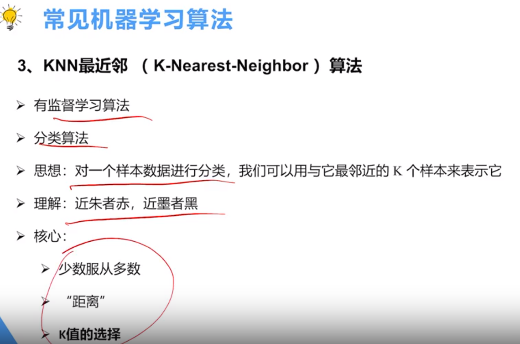 常见机器学习算法
3、KNN最近邻 （ K-Nearest-Neighbor ）算法
➢ 有监督学习算法
➢ 分类算法
➢ 思想：对一个样本数据进行分类，我们可以用与它最邻近的 K 个样本来表示它
➢ 理解：近朱者赤，近墨者黑
➢ 核心：
➢ 少数服从多数
➢ “距离”
➢ K值的选择